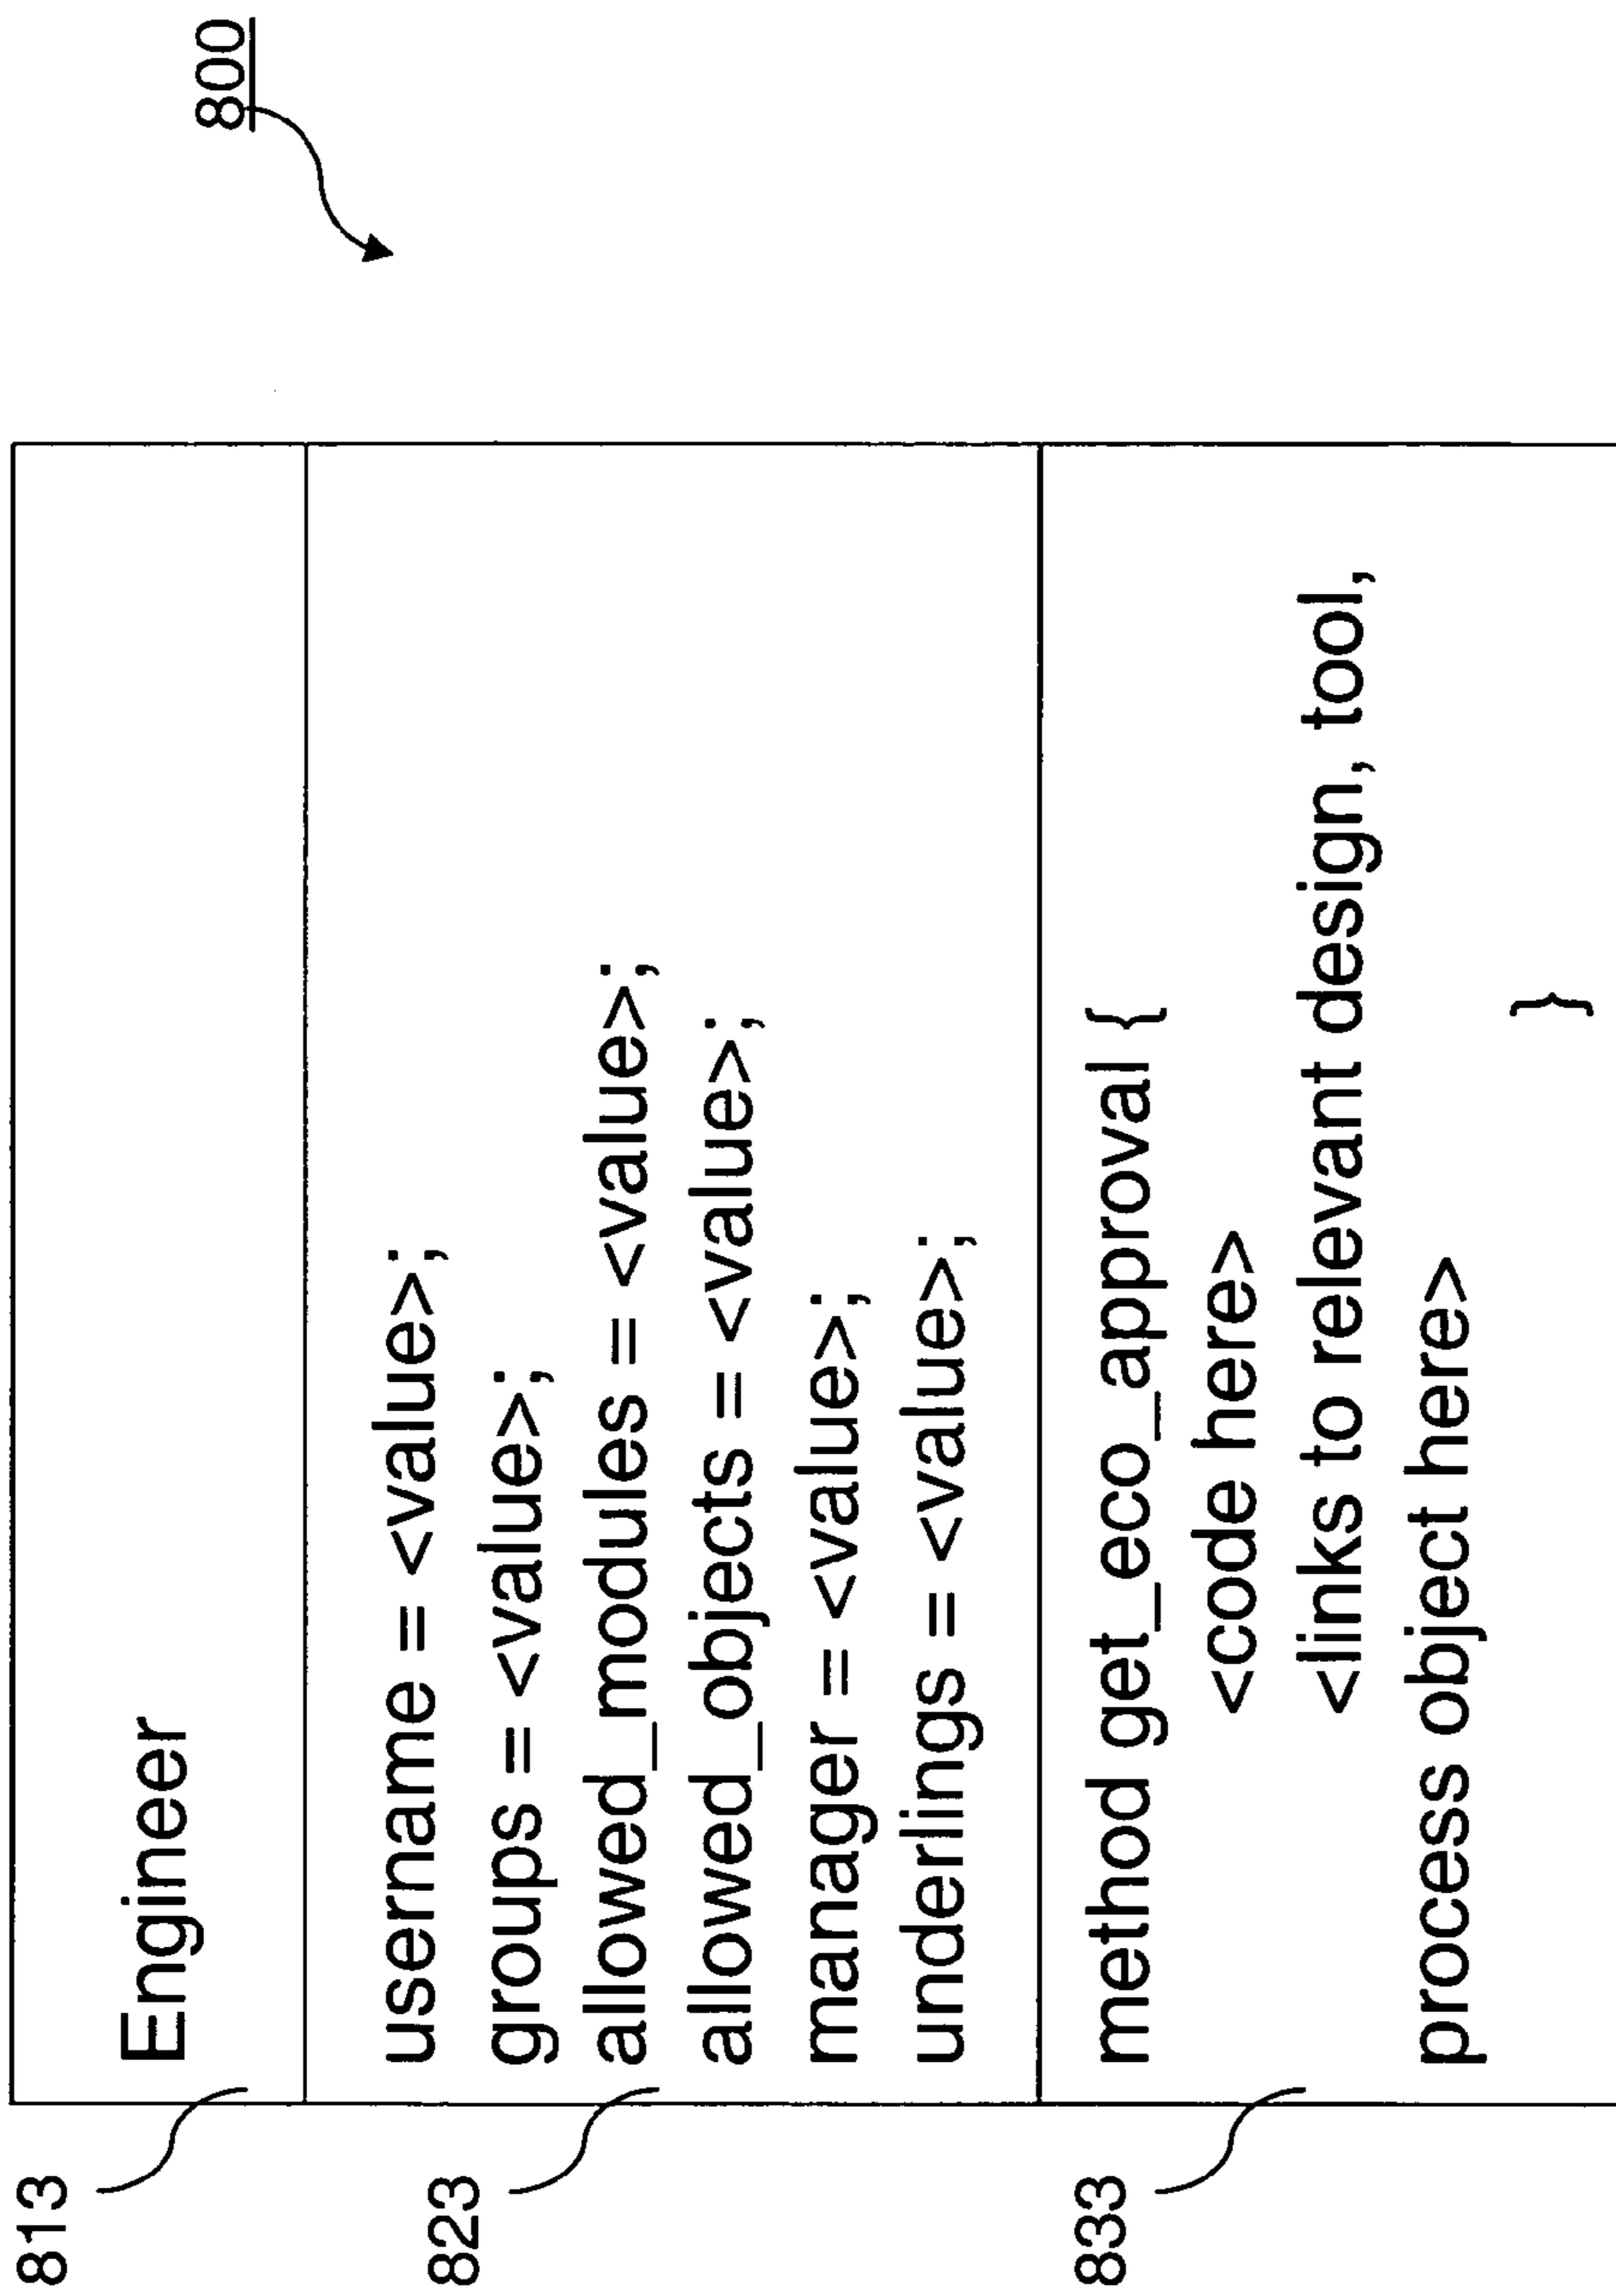 800
813
Engineer
823
username = <value>;
groups = <value>;
allowed_modules = <value>;
allowed_objects = <value>;
manager = <value>;
underlings = <value>;
833
method get_eco_approval {
<code here>
<links to relevant design, tool,
process object here>
}